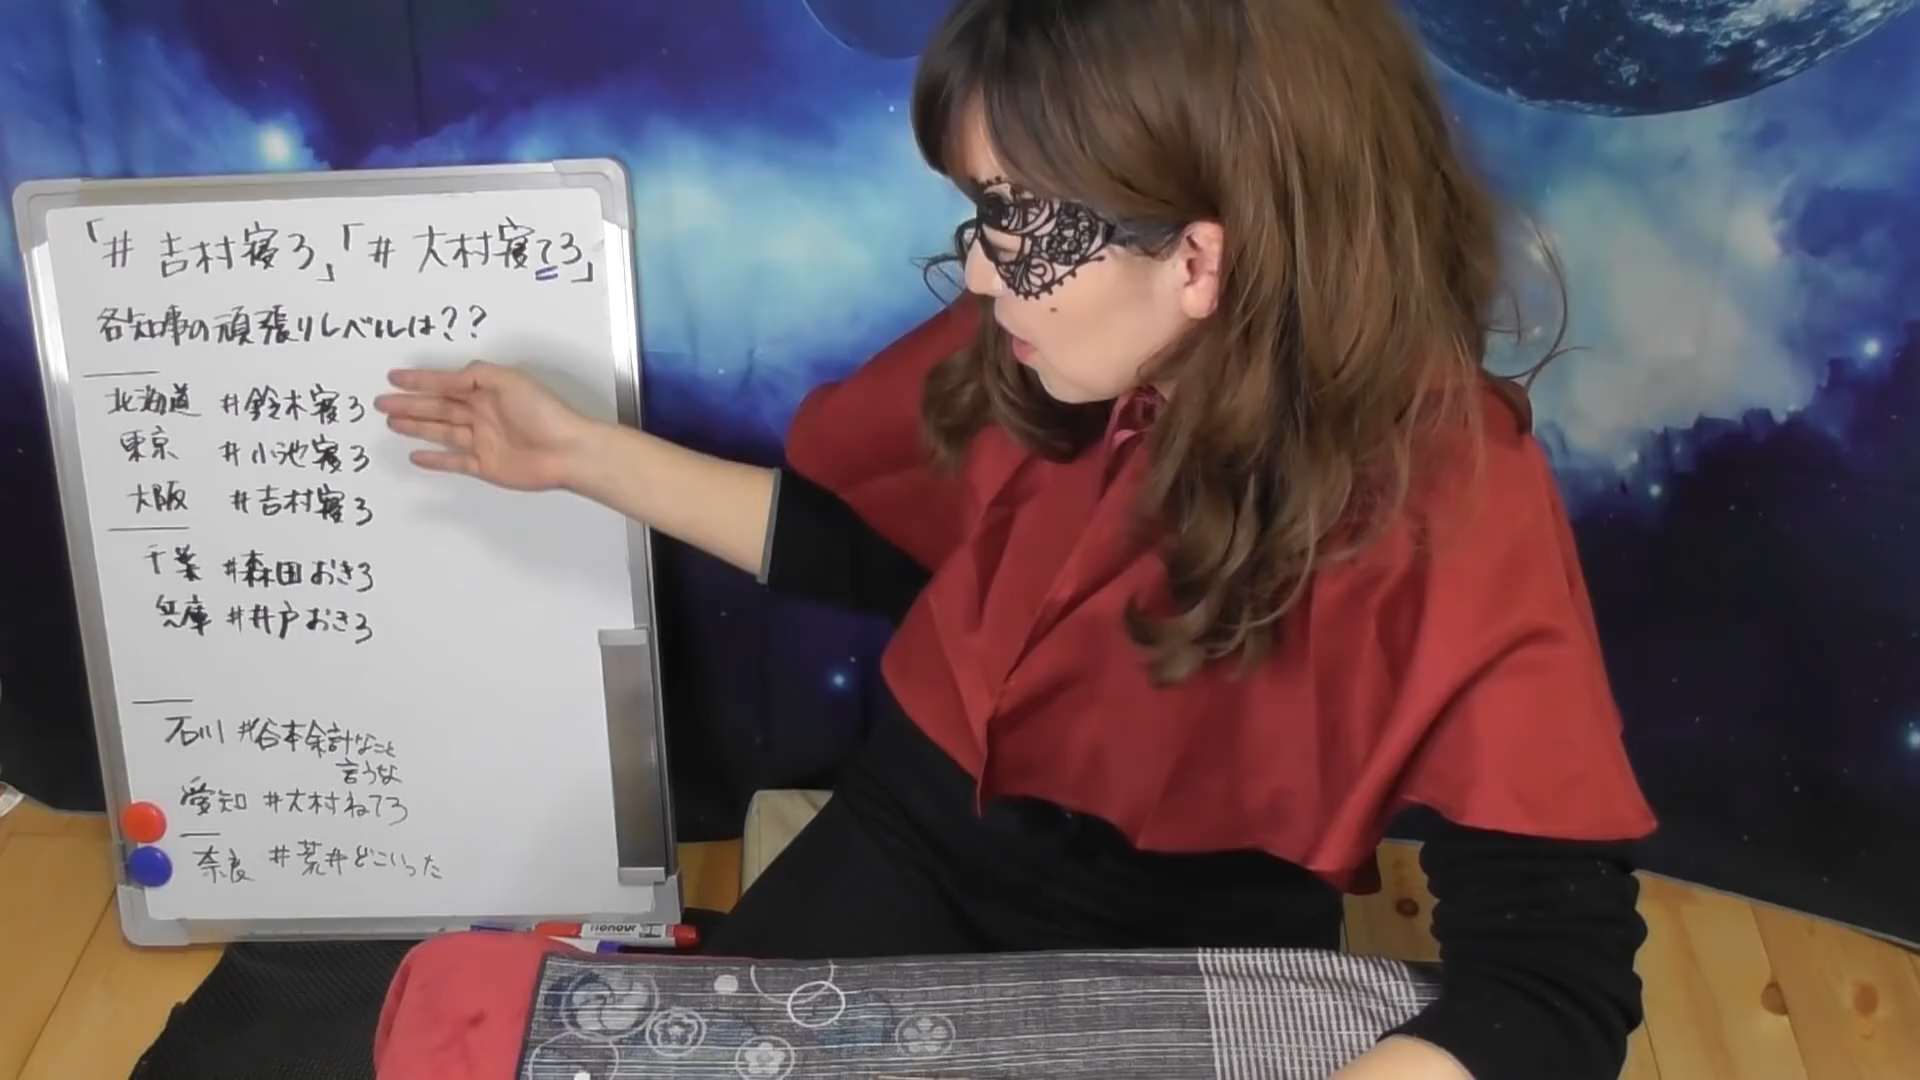 「#吉村寝ろ」「#大村寝てろ」
各知事の頑張りレベルは??
北海道 #鈴木寝ろ
東京 #小池寝ろ
大阪 #吉村寝ろ
千葉 #森田おきろ
兵庫 #井戸おきろ
石川 #谷本余計なこと
言うな
愛知 #大村ねてろ
奈良 #荒井どこいった
Honour